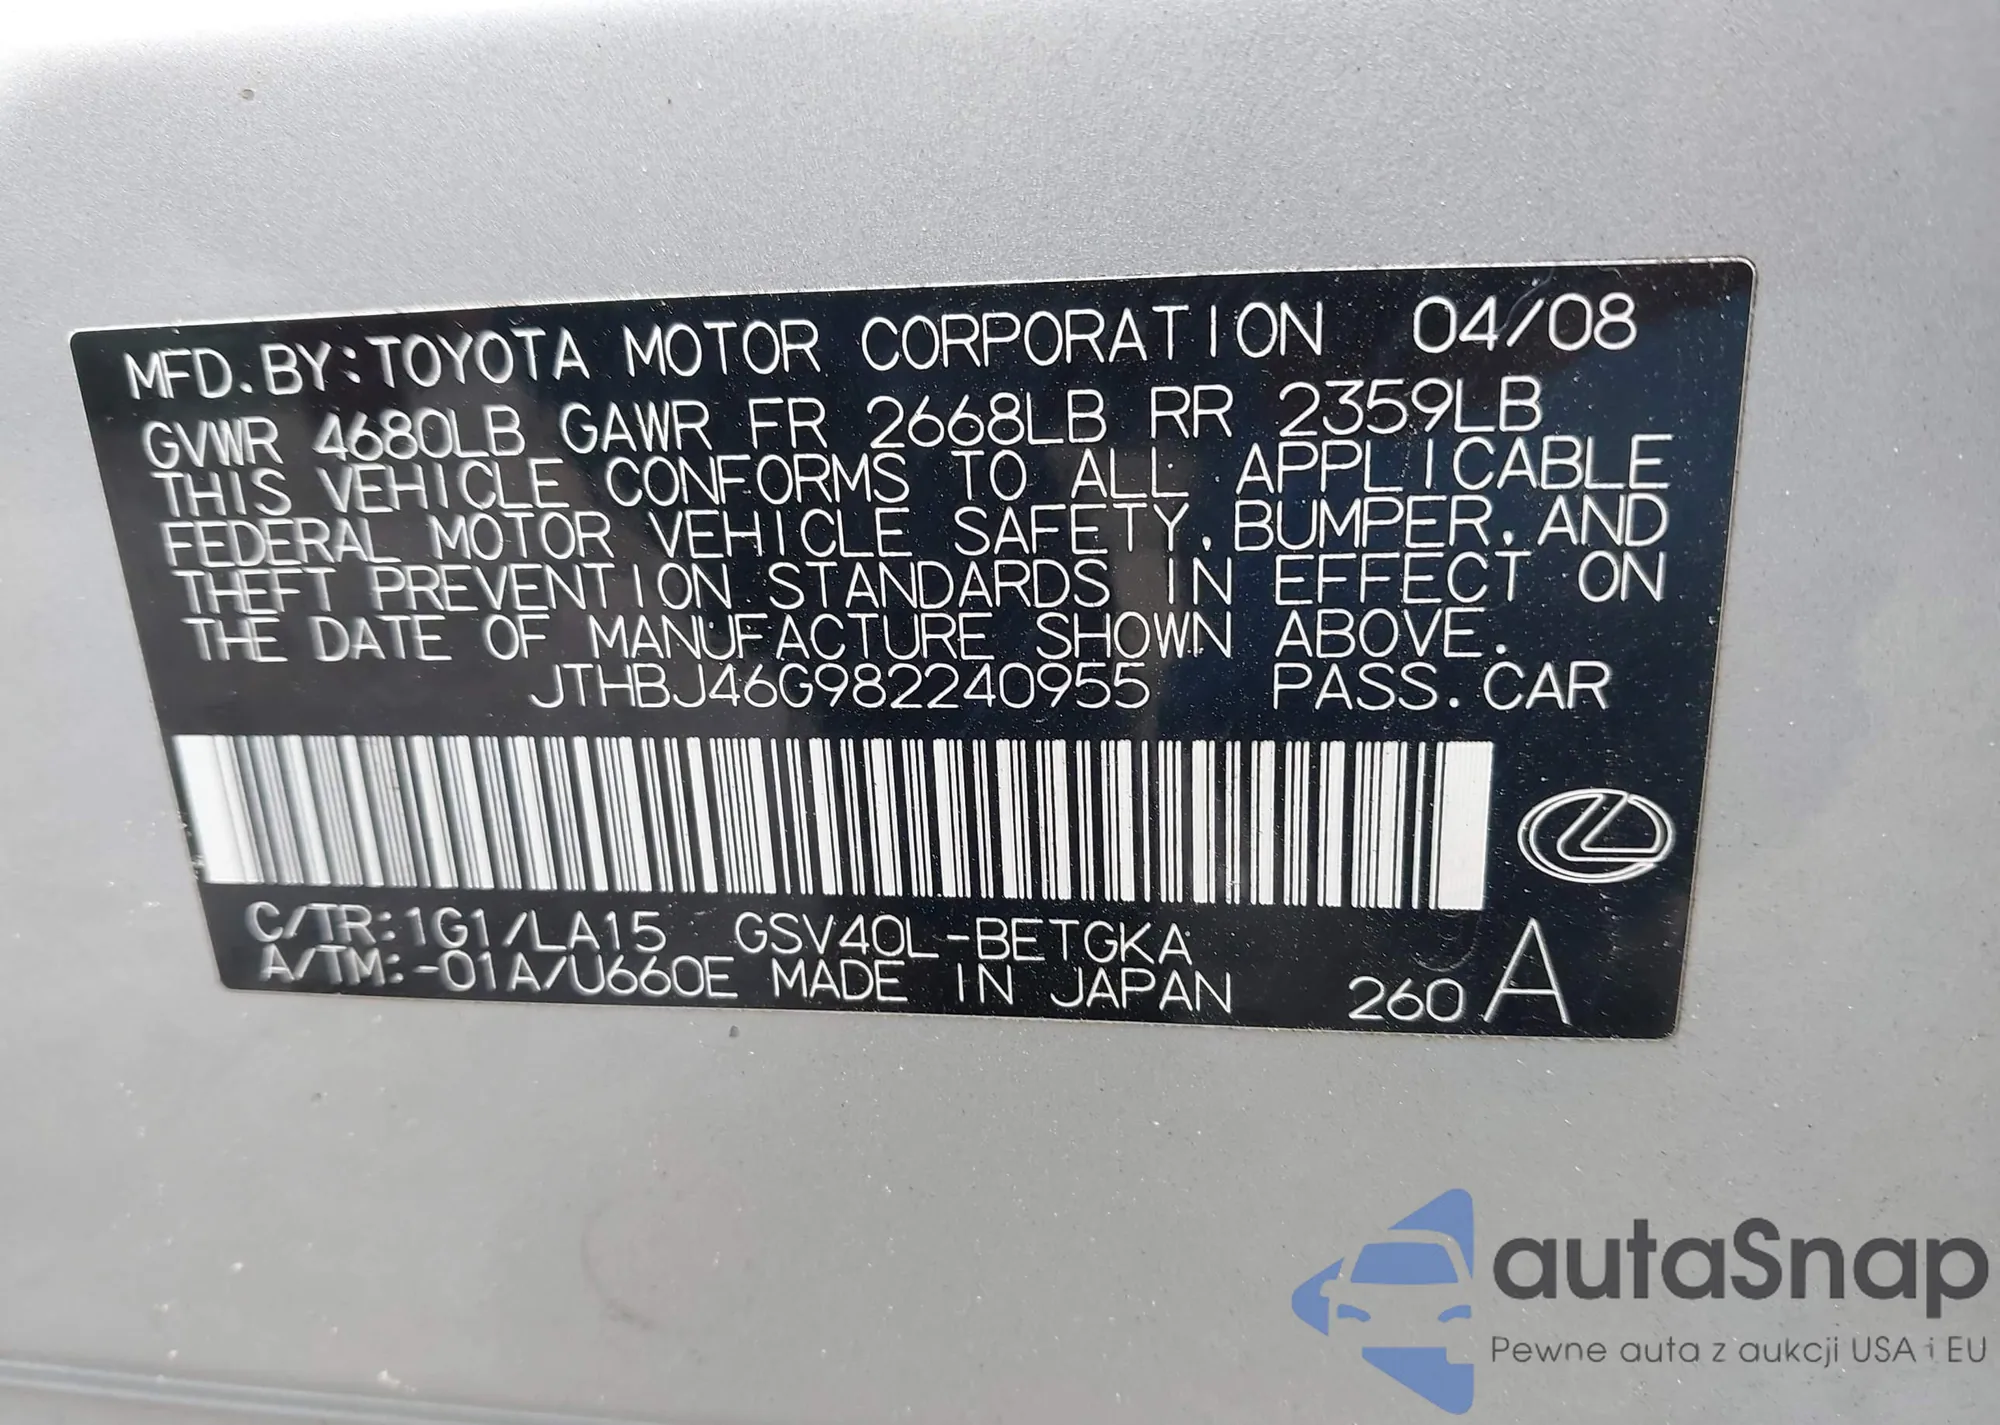 MFD. BY: TOYOTA MOTOR CORPORATION 04/08
GVWR 4680LB GAWR FR 2668LB RR 2359LB
THIS VEHICLE CONFORMS TO ALL APPLICABLE
FEDERAL MOTOR VEHICLE SAFETY, BUMPER, AND
THEFT PREVENTION STANDARDS IN EFFECT ON
THE DATE OF MANUFACTURE SHOWN ABOVE.
JTHBJ46G982240955 PASS. CAR
C/TR: 1G1/LA15 GSV40L-BETGKA
A/TM: -01A/U660E MADE IN JAPAN 260 A
autaSnap
Pewne auta z aukcji USA i EU